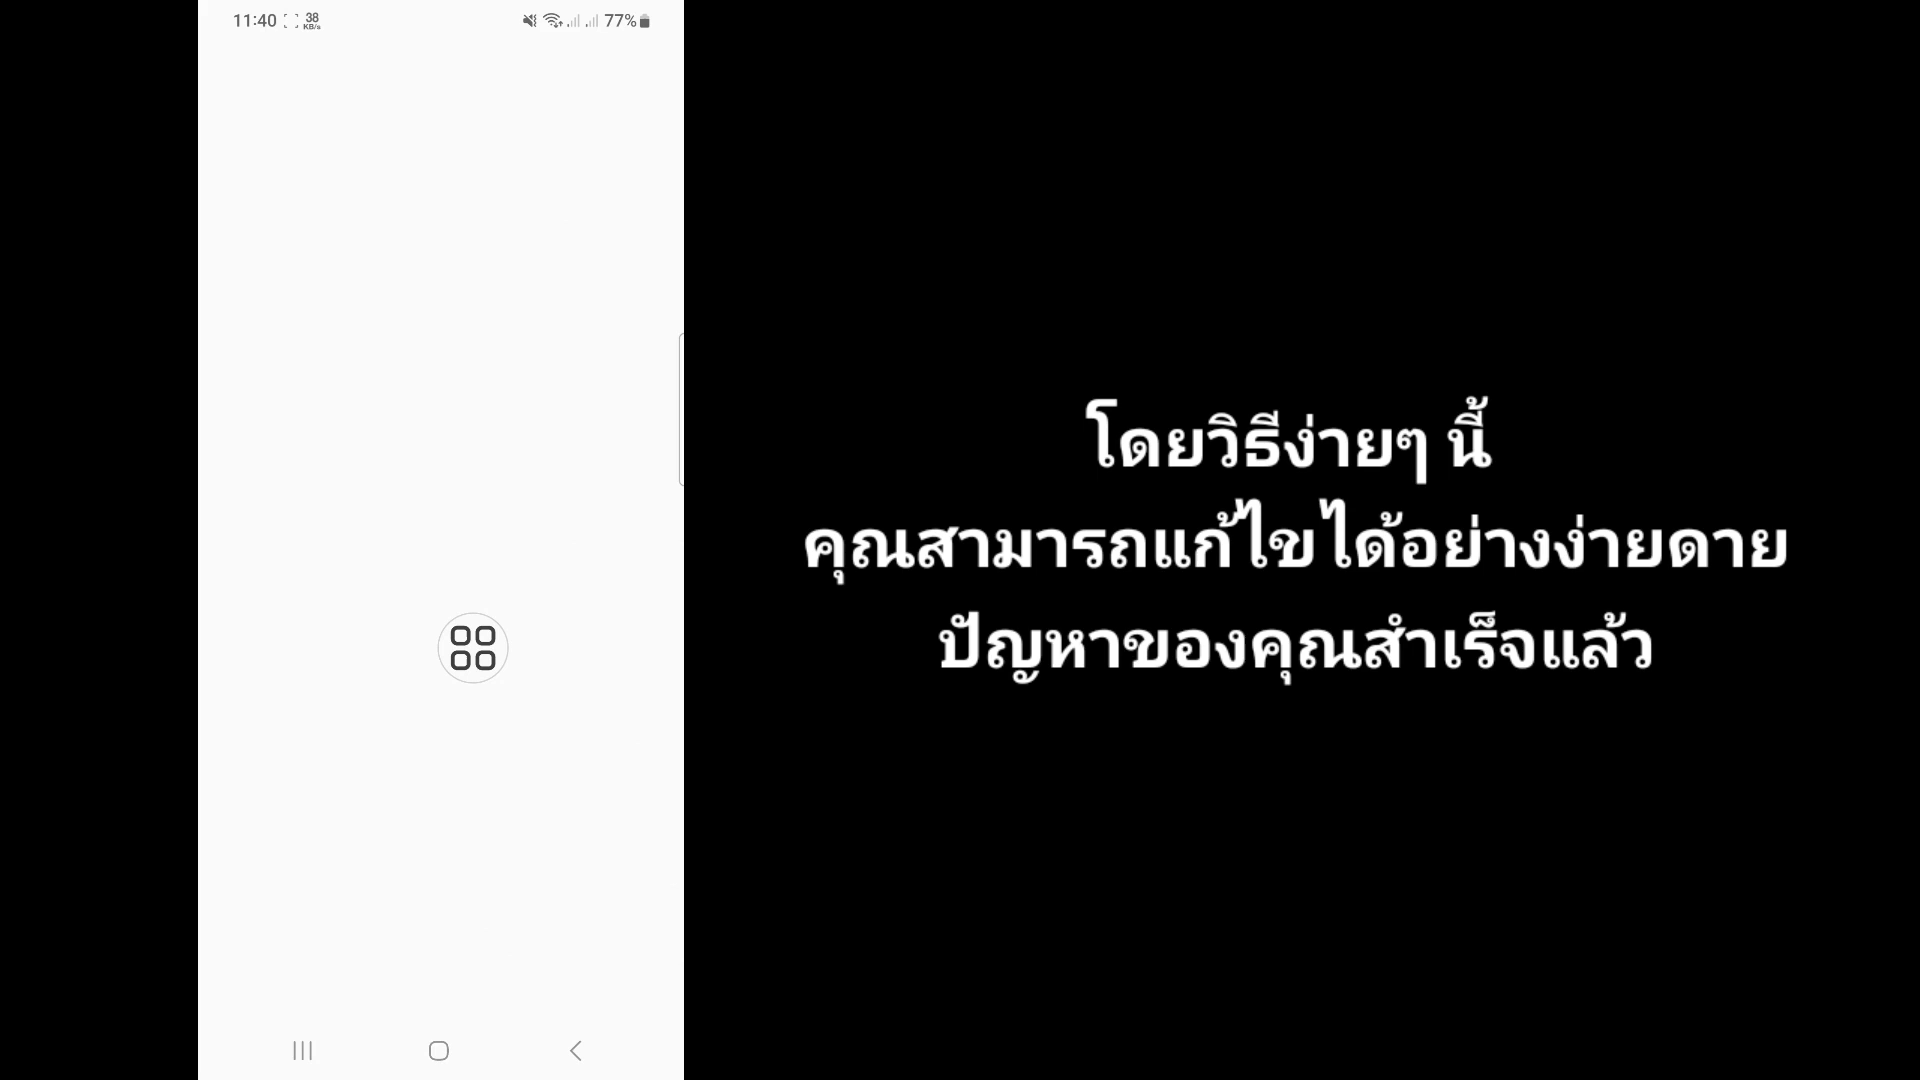 11:40 38 KB/s 77%
โดยวิธีง่ายๆ นี้
คุณสามารถแก้ไขได้อย่างง่ายดาย
ปัญหาของคุณสำเร็จแล้ว